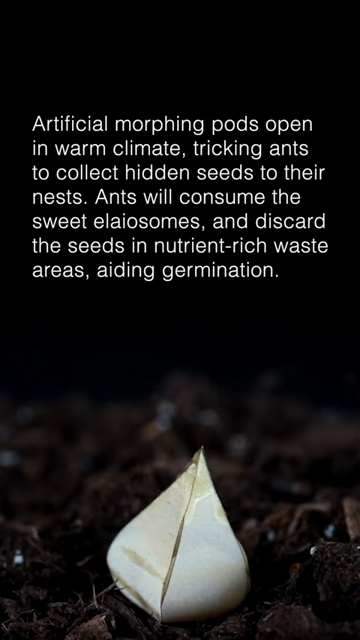 Artificial morphing pods open
in warm climate, tricking ants
to collect hidden seeds to their
nests. Ants will consume the
sweet elaiosomes, and discard
the seeds in nutrient-rich waste
areas, aiding germination.